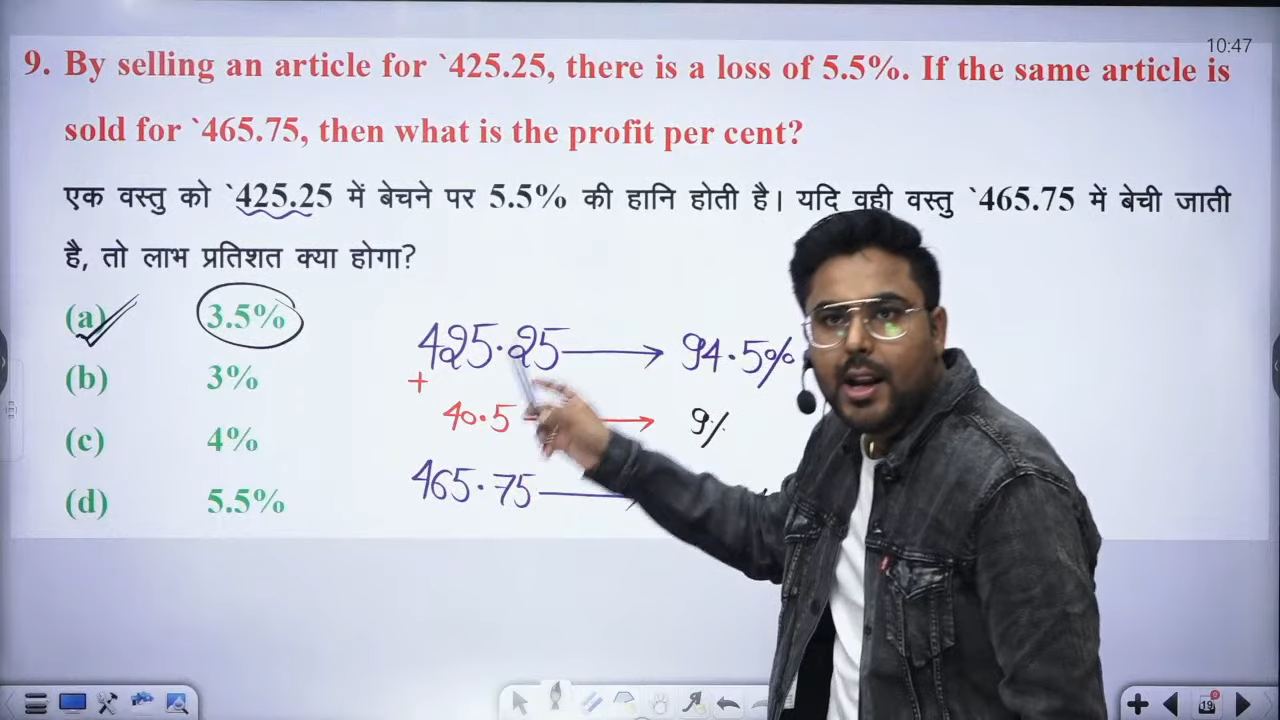 10:47
9. By selling an article for `425.25, there is a loss of 5.5%. If the same article is
sold for `465.75, then what is the profit per cent?
एक वस्तु को `425.25 में बेचने पर 5.5% की हानि होती है। यदि वही वस्तु `465.75 में बेची जाती
है, तो लाभ प्रतिशत क्या होगा?
(a) 3.5%
(b) 3%
(c) 4%
(d) 5.5%
425.25 → 94.5%
+
40.5 → 9%
465.75
19